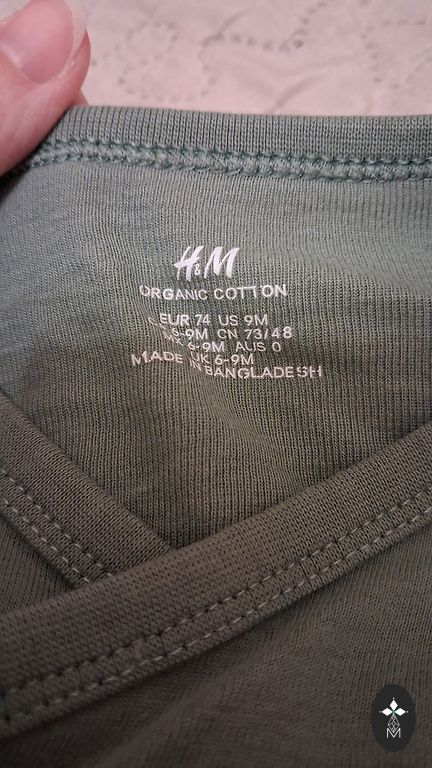 H&M
ORGANIC COTTON
EUR 74 US 9M
6-9M CN 73/48
6-9M AUS 0
UK 6-9M
MADE IN BANGLADESH
M